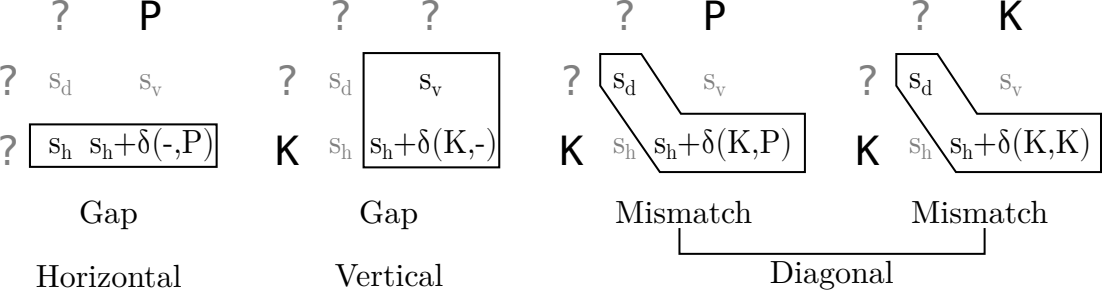 ? P ? ? ? P ? K
? s_d s_v ? s_d s_v ? s_d s_v ? s_d s_v
? s_h s_h+δ(-,P) K s_h s_h+δ(K,-) K s_h s_h+δ(K,P) K s_h s_h+δ(K,K)
Gap Gap Mismatch Mismatch
Horizontal Vertical Diagonal